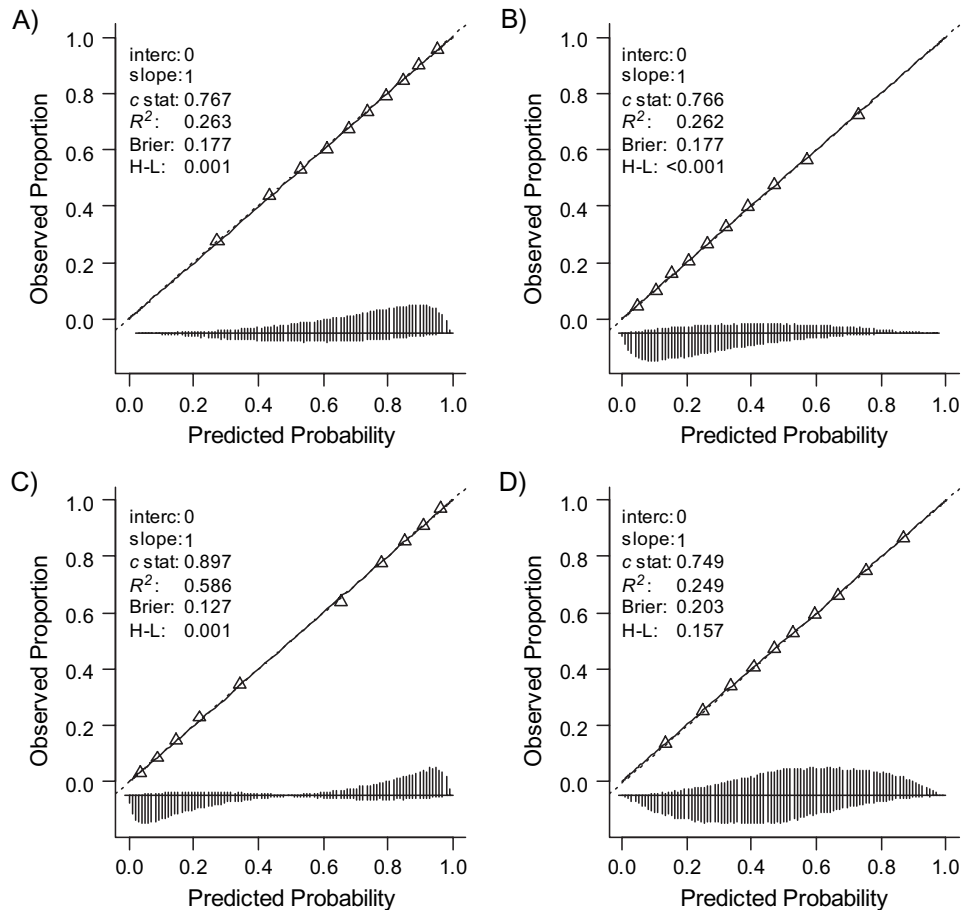 A)
interc: 0
slope: 1
c stat: 0.767
R²: 0.263
Brier: 0.177
H-L: 0.001
1.0
0.8
0.6
0.4
0.2
0.0
Observed Proportion
0.0 0.2 0.4 0.6 0.8 1.0
Predicted Probability
B)
interc: 0
slope: 1
c stat: 0.766
R²: 0.262
Brier: 0.177
H-L: <0.001
1.0
0.8
0.6
0.4
0.2
0.0
Observed Proportion
0.0 0.2 0.4 0.6 0.8 1.0
Predicted Probability
C)
interc: 0
slope: 1
c stat: 0.897
R²: 0.586
Brier: 0.127
H-L: 0.001
1.0
0.8
0.6
0.4
0.2
0.0
Observed Proportion
0.0 0.2 0.4 0.6 0.8 1.0
Predicted Probability
D)
interc: 0
slope: 1
c stat: 0.749
R²: 0.249
Brier: 0.203
H-L: 0.157
1.0
0.8
0.6
0.4
0.2
0.0
Observed Proportion
0.0 0.2 0.4 0.6 0.8 1.0
Predicted Probability